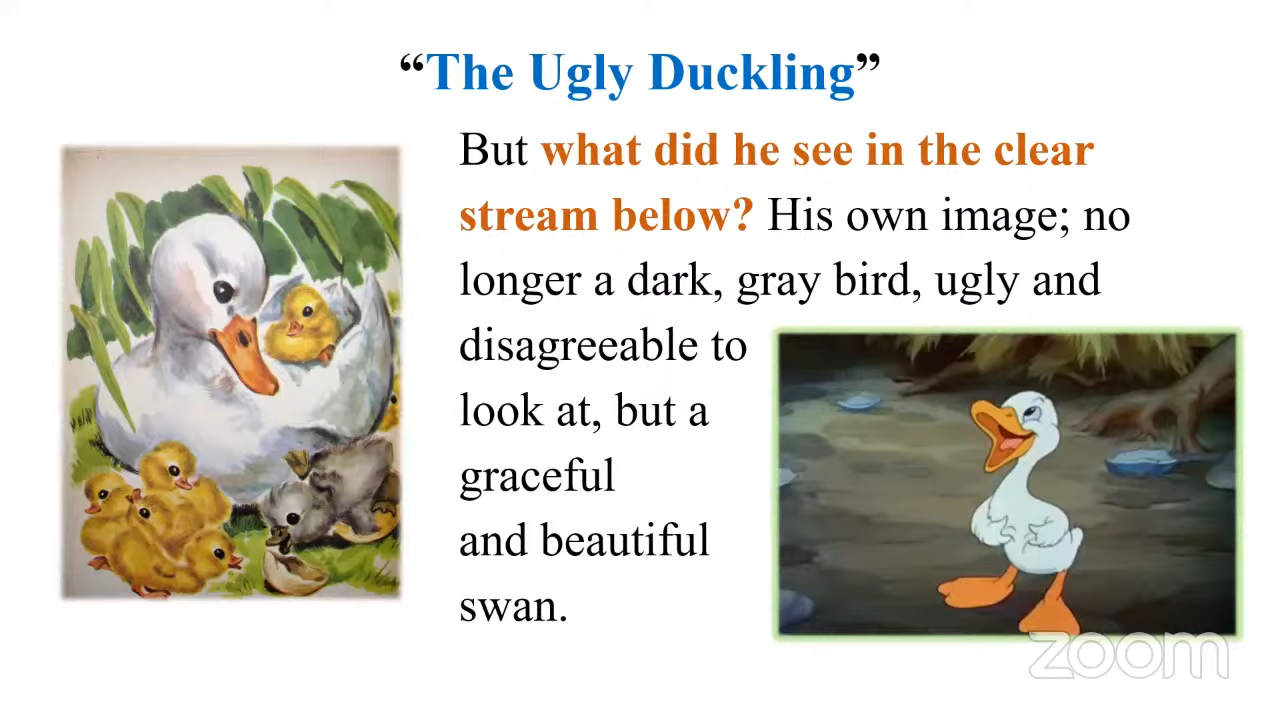 “The Ugly Duckling”
But what did he see in the clear
stream below? His own image; no
longer a dark, gray bird, ugly and
disagreeable to
look at, but a
graceful
and beautiful
swan.
zoom